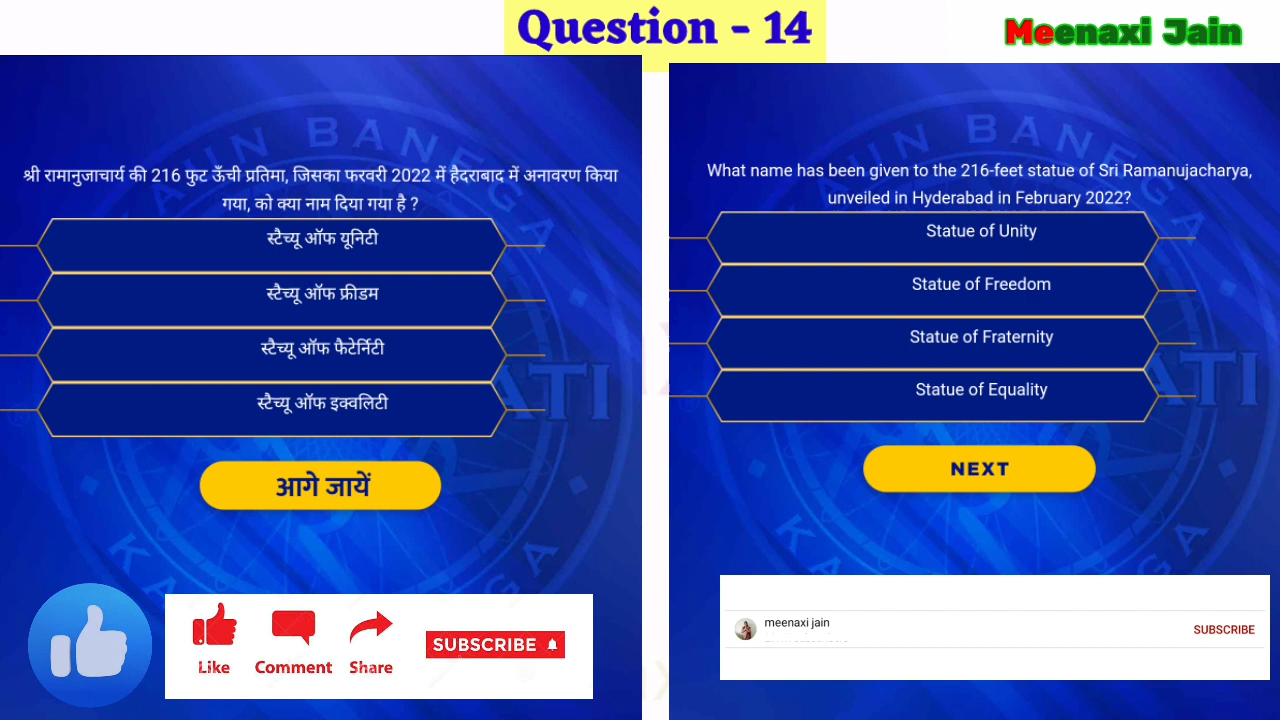 Question - 14
Meenaxi Jain
श्री रामानुजाचार्य की 216 फुट ऊँची प्रतिमा, जिसका फरवरी 2022 में हैदराबाद में अनावरण किया
गया, को क्या नाम दिया गया है ?
स्टैच्यू ऑफ यूनिटी
स्टैच्यू ऑफ फ्रीडम
स्टैच्यू ऑफ फैटेर्निटी
स्टैच्यू ऑफ इक्वलिटी
आगे जायें
Like
Comment
Share
SUBSCRIBE
What name has been given to the 216-feet statue of Sri Ramanujacharya,
unveiled in Hyderabad in February 2022?
Statue of Unity
Statue of Freedom
Statue of Fraternity
Statue of Equality
NEXT
meenaxi jain
SUBSCRIBE
KAUN BANEGA